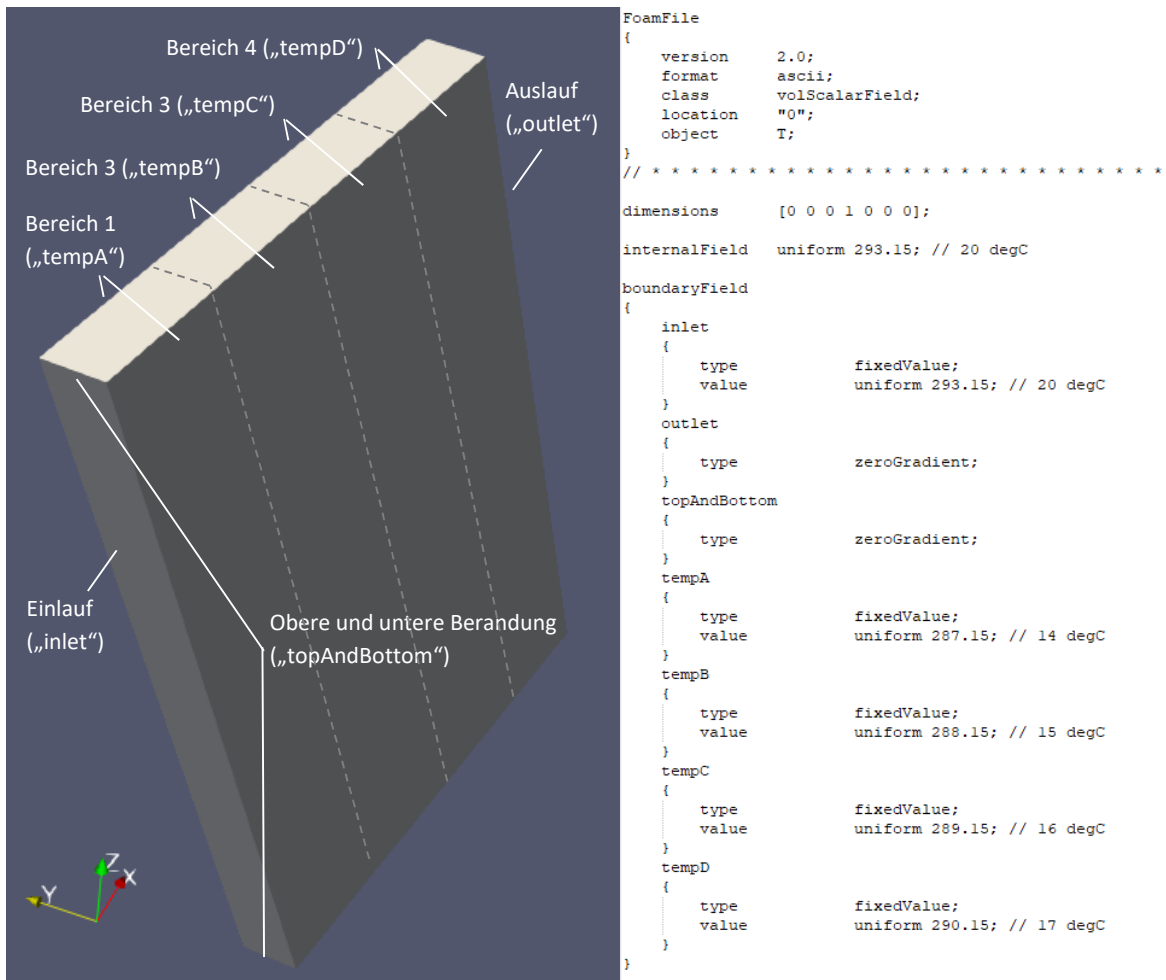 Bereich 4 („tempD“)
Bereich 3 („tempC“)
Auslauf
(„outlet“)
Bereich 3 („tempB“)
Bereich 1
(„tempA“)
Einlauf
(„inlet“)
Obere und untere Berandung
(„topAndBottom“)
Z
X
Y
FoamFile
{
    version     2.0;
    format      ascii;
    class       volScalarField;
    location    "0";
    object      T;
}
// * * * * * * * * * * * * * * * * * * * * * * * * * * *
dimensions      [0 0 0 1 0 0 0];
internalField   uniform 293.15; // 20 degC
boundaryField
{
    inlet
    {
        type            fixedValue;
        value           uniform 293.15; // 20 degC
    }
    outlet
    {
        type            zeroGradient;
    }
    topAndBottom
    {
        type            zeroGradient;
    }
    tempA
    {
        type            fixedValue;
        value           uniform 287.15; // 14 degC
    }
    tempB
    {
        type            fixedValue;
        value           uniform 288.15; // 15 degC
    }
    tempC
    {
        type            fixedValue;
        value           uniform 289.15; // 16 degC
    }
    tempD
    {
        type            fixedValue;
        value           uniform 290.15; // 17 degC
    }
}